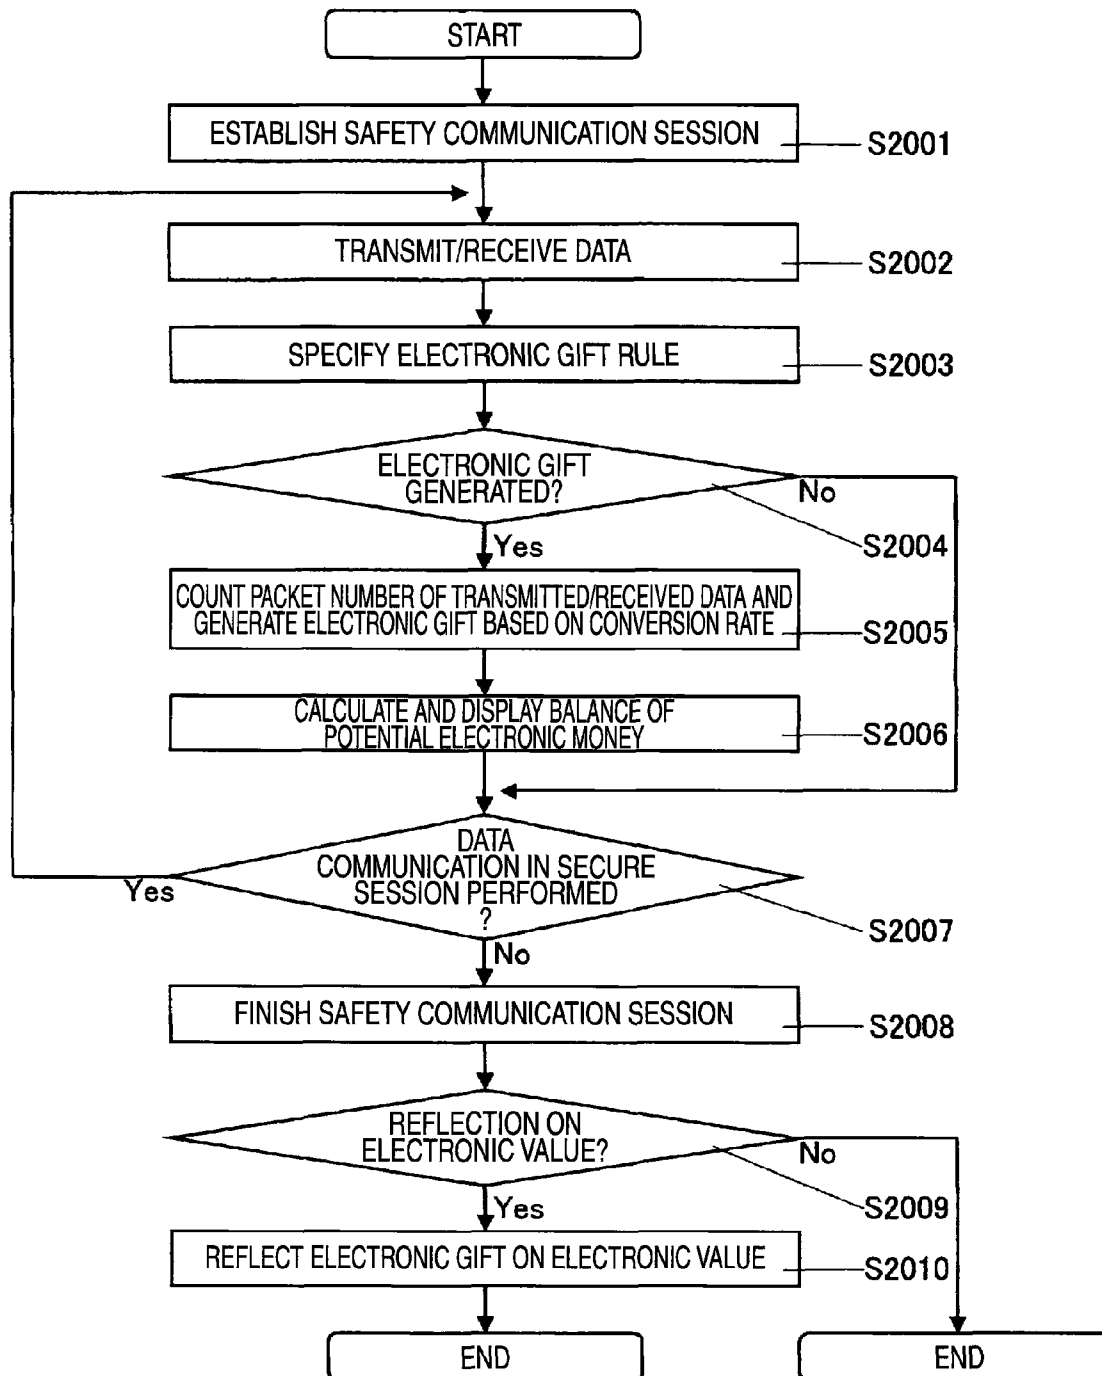 START
ESTABLISH SAFETY COMMUNICATION SESSION
S2001
TRANSMIT/RECEIVE DATA
S2002
SPECIFY ELECTRONIC GIFT RULE
S2003
ELECTRONIC GIFT
GENERATED?
No
S2004
Yes
COUNT PACKET NUMBER OF TRANSMITTED/RECEIVED DATA AND
GENERATE ELECTRONIC GIFT BASED ON CONVERSION RATE
S2005
CALCULATE AND DISPLAY BALANCE OF
POTENTIAL ELECTRONIC MONEY
S2006
DATA
COMMUNICATION IN SECURE
SESSION PERFORMED
?
Yes
S2007
No
FINISH SAFETY COMMUNICATION SESSION
S2008
REFLECTION ON
ELECTRONIC VALUE?
No
S2009
Yes
REFLECT ELECTRONIC GIFT ON ELECTRONIC VALUE
S2010
END
END